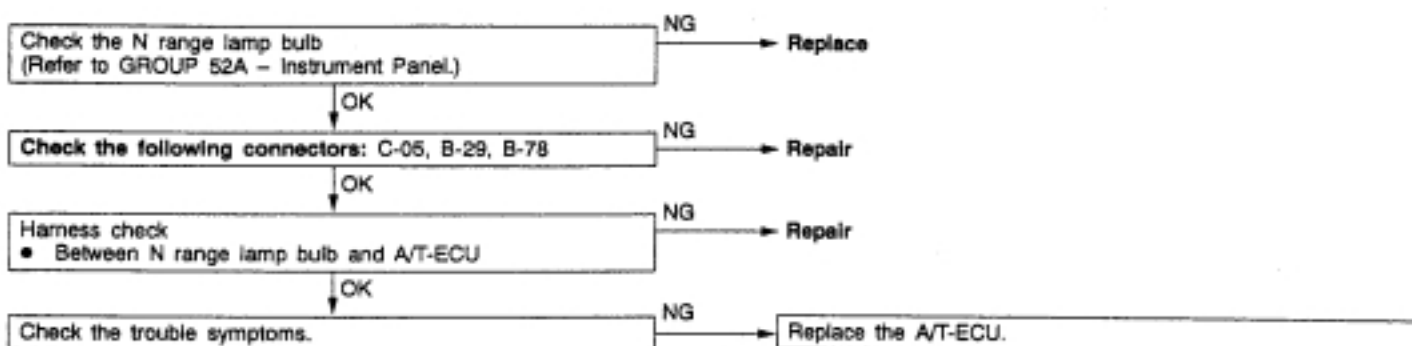 Check the N range lamp bulb
(Refer to GROUP 52A – Instrument Panel.)
NG
Replace
OK
Check the following connectors: C-05, B-29, B-78
NG
Repair
OK
Harness check
● Between N range lamp bulb and A/T-ECU
NG
Repair
OK
Check the trouble symptoms.
NG
Replace the A/T-ECU.